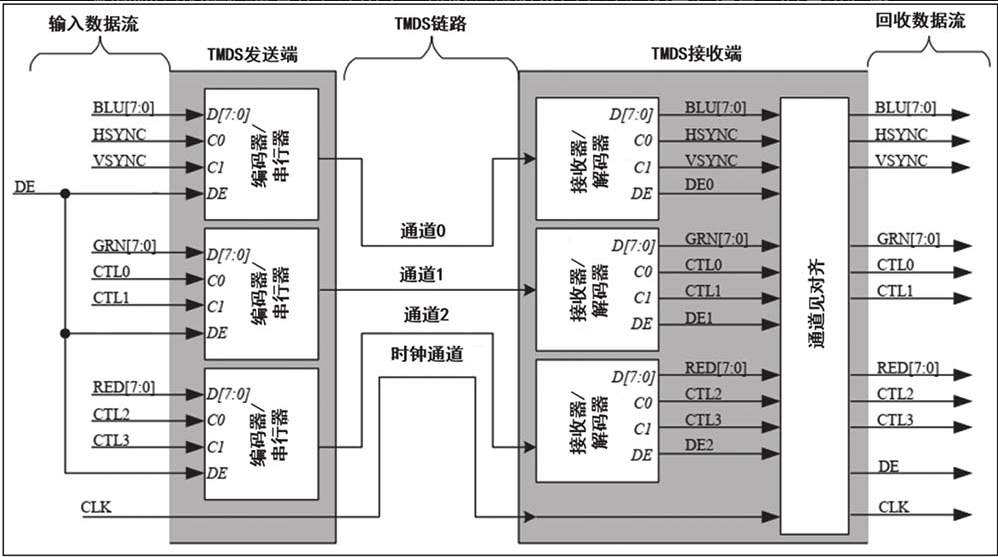 输入数据流
TMDS发送端
TMDS链路
TMDS接收端
回收数据流
BLU[7:0]
HSYNC
VSYNC
DE
D[7:0]
C0
C1
DE
编码器/
串行器
GRN[7:0]
CTL0
CTL1
D[7:0]
C0
C1
DE
编码器/
串行器
RED[7:0]
CTL2
CTL3
D[7:0]
C0
C1
DE
编码器/
串行器
CLK
通道0
通道1
通道2
时钟通道
接收器/
解码器
D[7:0]
C0
C1
DE
BLU[7:0]
HSYNC
VSYNC
DE0
接收器/
解码器
D[7:0]
C0
C1
DE
GRN[7:0]
CTL0
CTL1
DE1
接收器/
解码器
D[7:0]
C0
C1
DE
RED[7:0]
CTL2
CTL3
DE2
通道见对齐
BLU[7:0]
HSYNC
VSYNC
GRN[7:0]
CTL0
CTL1
RED[7:0]
CTL2
CTL3
DE
CLK